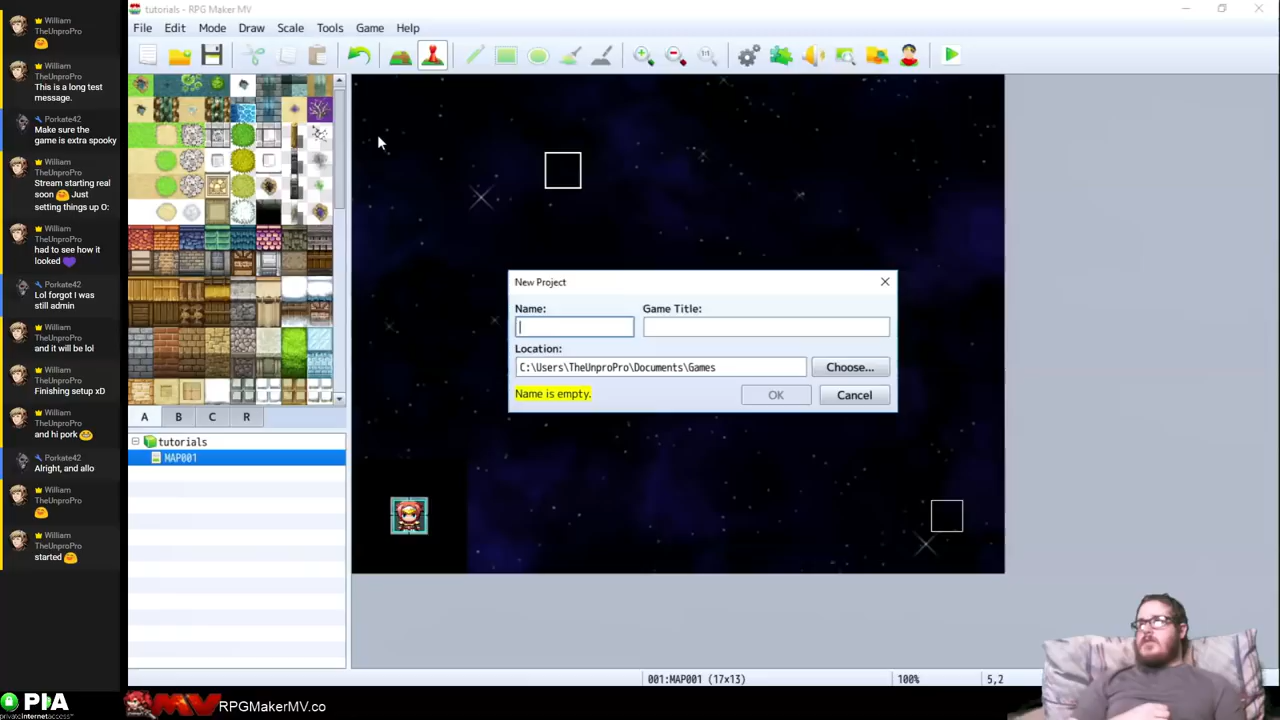 William
TheUnproPro
William
TheUnproPro
This is a long test
message.
Porkate42
Make sure the
game is extra spooky
William
TheUnproPro
Stream starting real
soon Just
setting things up O:
William
TheUnproPro
had to see how it
looked
Porkate42
Lol forgot I was
still admin
William
TheUnproPro
and it will be lol
William
TheUnproPro
Finishing setup xD
William
TheUnproPro
and hi pork
Porkate42
Alright, and allo
William
TheUnproPro
William
TheUnproPro
started
PIA
privateinternetaccess
tutorials - RPG Maker MV
File Edit Mode Draw Scale Tools Game Help
1:1
A B C R
tutorials
MAP001
New Project
Name: Game Title:
Location:
C:\Users\TheUnproPro\Documents\Games Choose...
Name is empty. OK Cancel
001:MAP001 (17x13) 100% 5,2
MV RPGMakerMV.co